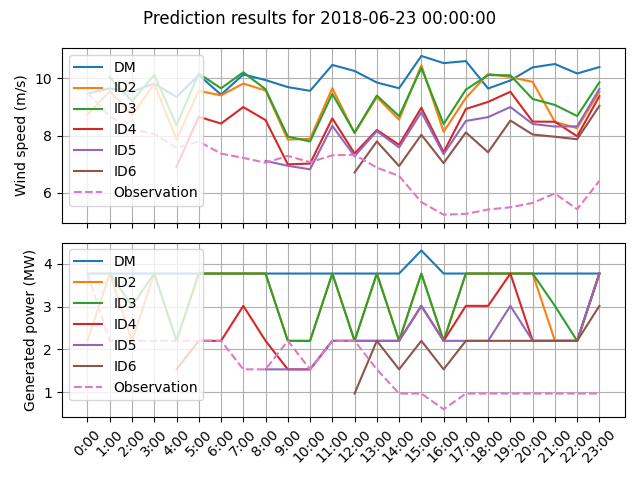 Prediction results for 2018-06-23 00:00:00
Wind speed (m/s)
10
8
6
DM
ID2
ID3
ID4
ID5
ID6
Observation
Generated power (MW)
4
3
2
1
DM
ID2
ID3
ID4
ID5
ID6
Observation
0:00 1:00 2:00 3:00 4:00 5:00 6:00 7:00 8:00 9:00 10:00 11:00 12:00 13:00 14:00 15:00 16:00 17:00 18:00 19:00 20:00 21:00 22:00 23:00